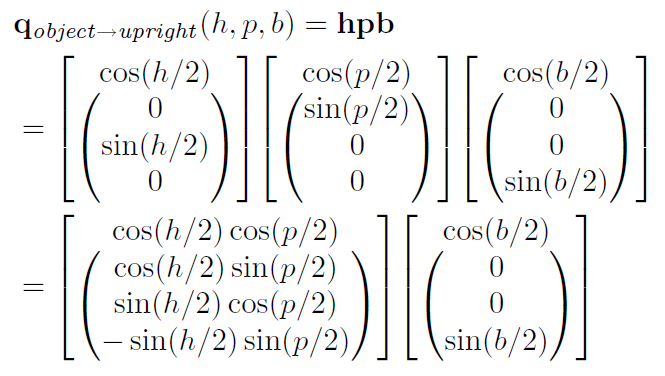 q_{object→upright}(h, p, b) = hpb
= [cos(h/2) (0 sin(h/2) 0)] [cos(p/2) (sin(p/2) 0 0)] [cos(b/2) (0 0 sin(b/2))]
= [cos(h/2) cos(p/2) (cos(h/2) sin(p/2) sin(h/2) cos(p/2) − sin(h/2) sin(p/2))] [cos(b/2) (0 0 sin(b/2))]